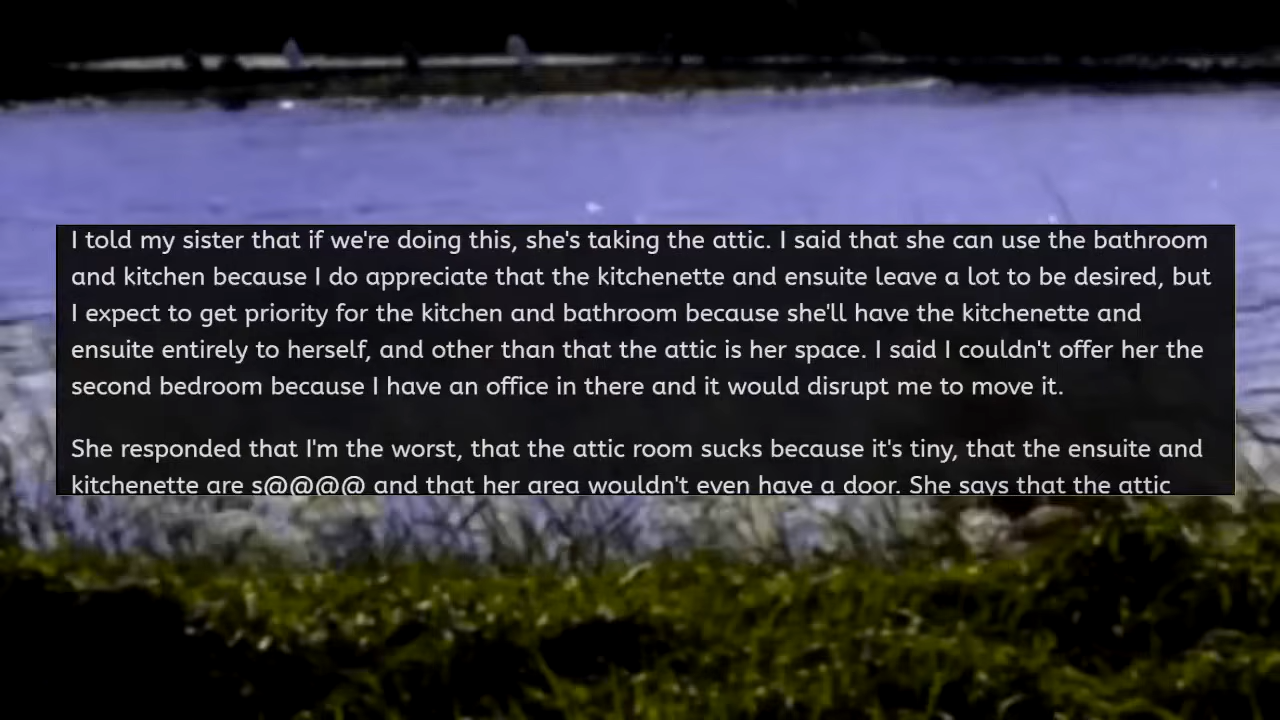 I told my sister that if we're doing this, she's taking the attic. I said that she can use the bathroom
and kitchen because I do appreciate that the kitchenette and ensuite leave a lot to be desired, but
I expect to get priority for the kitchen and bathroom because she'll have the kitchenette and
ensuite entirely to herself, and other than that the attic is her space. I said I couldn't offer her the
second bedroom because I have an office in there and it would disrupt me to move it.
She responded that I'm the worst, that the attic room sucks because it's tiny, that the ensuite and
kitchenette are s@@@@ and that her area wouldn't even have a door. She says that the attic